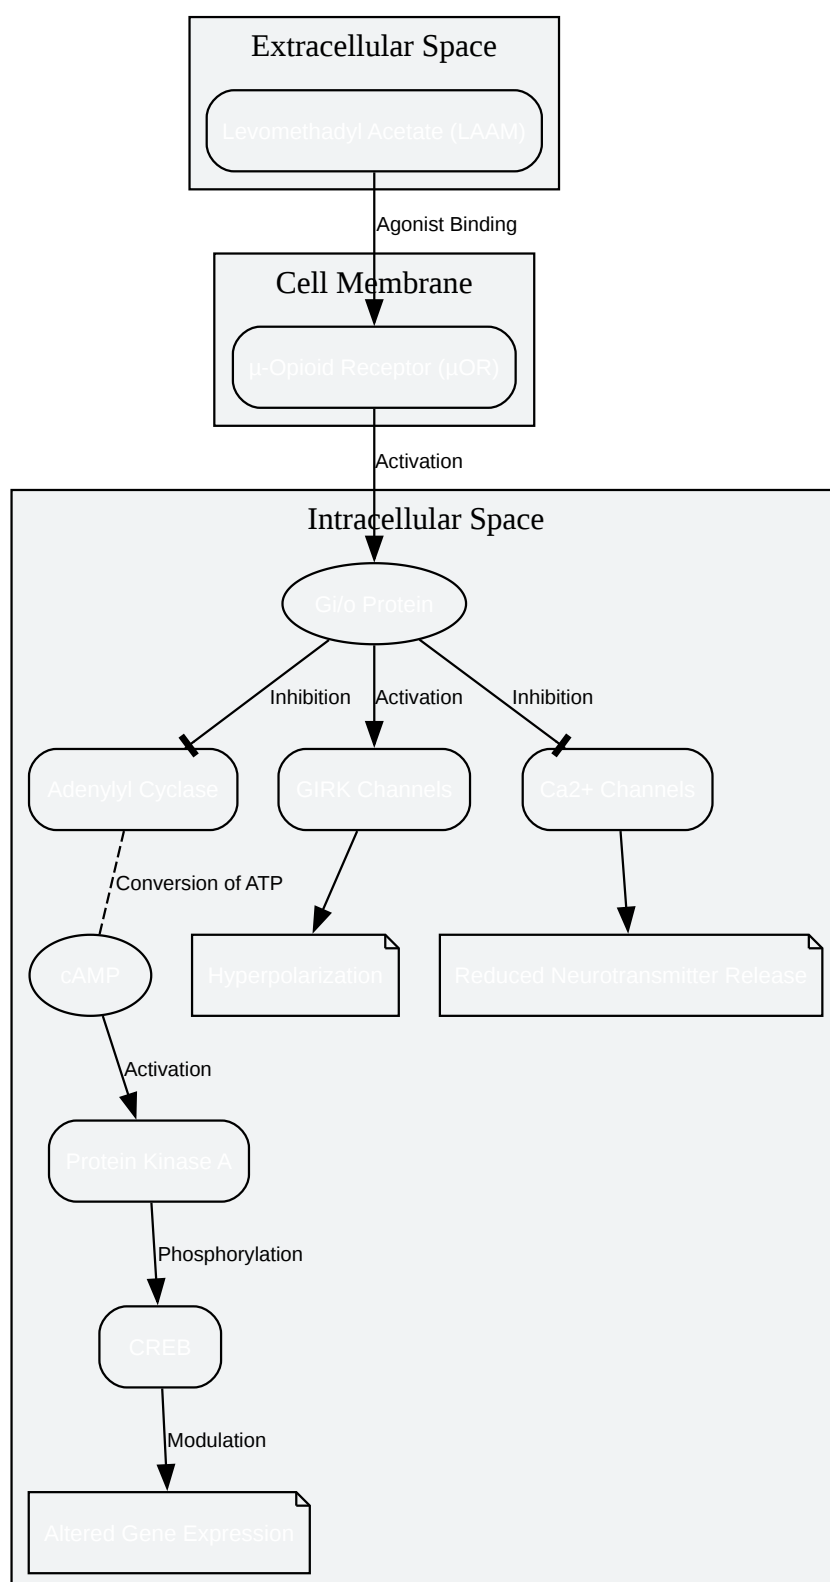 Extracellular Space
Levomethadyl Acetate (LAAM)
Agonist Binding
Cell Membrane
µ-Opioid Receptor (µOR)
Activation
Intracellular Space
Gi/o Protein
Inhibition
Activation
Inhibition
Adenylyl Cyclase
GIRK Channels
Ca2+ Channels
Conversion of ATP
cAMP
Hyperpolarization
Reduced Neurotransmitter Release
Activation
Protein Kinase A
Phosphorylation
CREB
Modulation
Altered Gene Expression